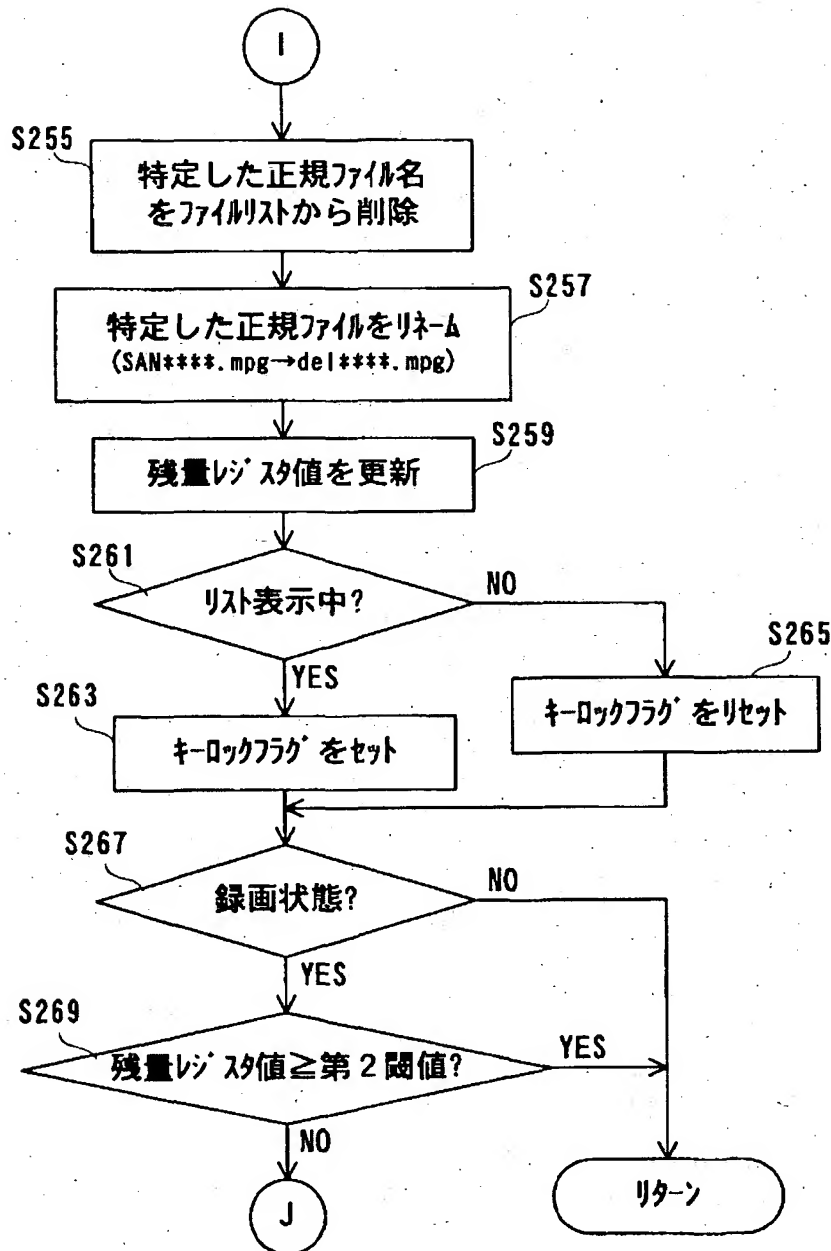 I
S255
特定した正規ファイル名
をファイルリストから削除
S257
特定した正規ファイルをリネーム
(SAN****.mpg→del****.mpg)
S259
残量レジスタ値を更新
S261
リスト表示中?
NO
YES
S265
キーロックフラグをリセット
S263
キーロックフラグをセット
S267
録画状態?
NO
YES
S269
残量レジスタ値≧第2閾値?
YES
NO
J
リターン